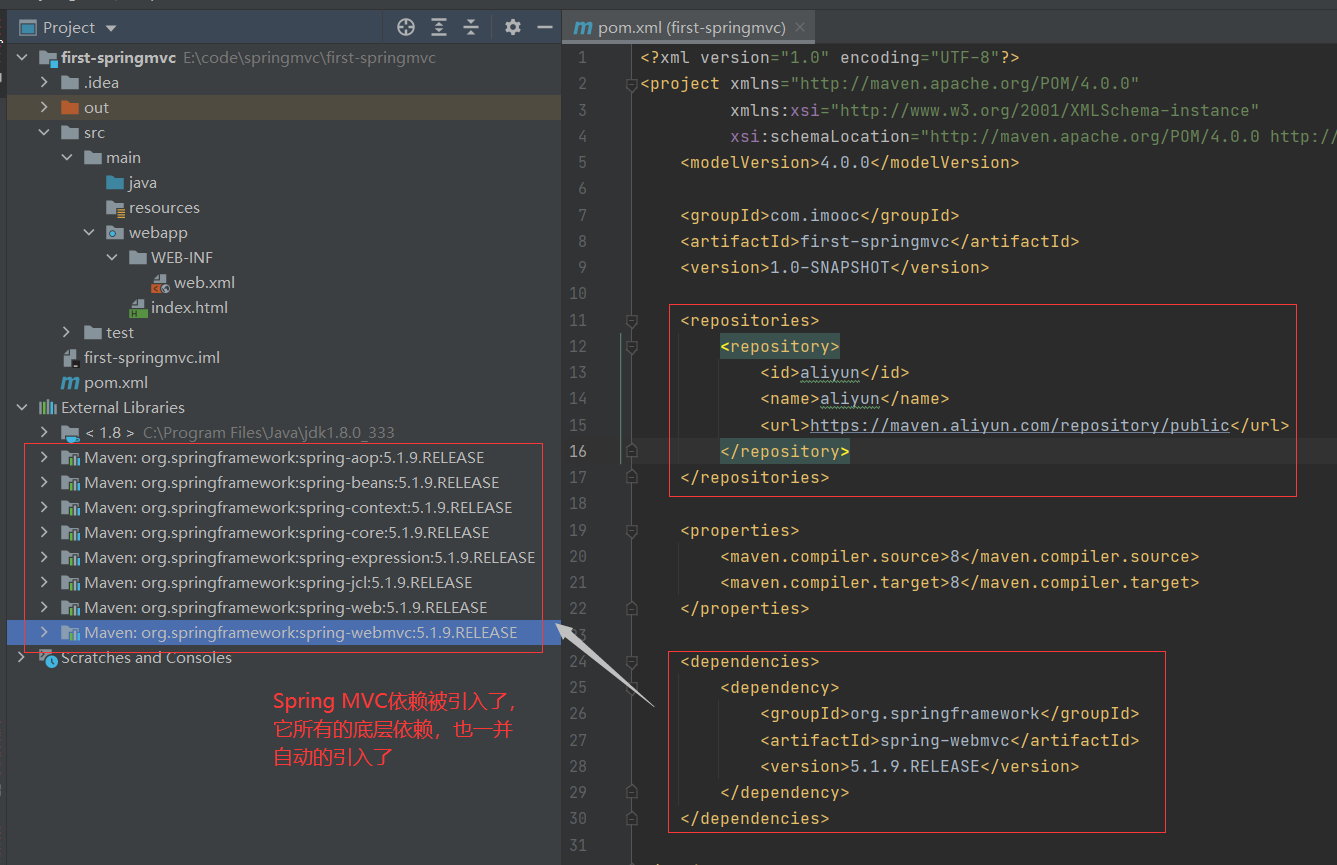 Project
first-springmvc E:\code\springmvc\first-springmvc
.idea
out
src
main
java
resources
webapp
WEB-INF
web.xml
index.html
test
first-springmvc.iml
pom.xml
External Libraries
< 1.8 > C:\Program Files\Java\jdk1.8.0_333
Maven: org.springframework:spring-aop:5.1.9.RELEASE
Maven: org.springframework:spring-beans:5.1.9.RELEASE
Maven: org.springframework:spring-context:5.1.9.RELEASE
Maven: org.springframework:spring-core:5.1.9.RELEASE
Maven: org.springframework:spring-expression:5.1.9.RELEASE
Maven: org.springframework:spring-jcl:5.1.9.RELEASE
Maven: org.springframework:spring-web:5.1.9.RELEASE
Maven: org.springframework:spring-webmvc:5.1.9.RELEASE
Scratches and Consoles
Spring MVC依赖被引入了，
它所有的底层依赖，也一并
自动的引入了
pom.xml (first-springmvc)
1 <?xml version="1.0" encoding="UTF-8"?>
2 <project xmlns="http://maven.apache.org/POM/4.0.0"
3 xmlns:xsi="http://www.w3.org/2001/XMLSchema-instance"
4 xsi:schemaLocation="http://maven.apache.org/POM/4.0.0 http://
5 <modelVersion>4.0.0</modelVersion>
6
7 <groupId>com.imooc</groupId>
8 <artifactId>first-springmvc</artifactId>
9 <version>1.0-SNAPSHOT</version>
10
11 <repositories>
12 <repository>
13 <id>aliyun</id>
14 <name>aliyun</name>
15 <url>https://maven.aliyun.com/repository/public</url>
16 </repository>
17 </repositories>
18
19 <properties>
20 <maven.compiler.source>8</maven.compiler.source>
21 <maven.compiler.target>8</maven.compiler.target>
22 </properties>
23
24 <dependencies>
25 <dependency>
26 <groupId>org.springframework</groupId>
27 <artifactId>spring-webmvc</artifactId>
28 <version>5.1.9.RELEASE</version>
29 </dependency>
30 </dependencies>
31